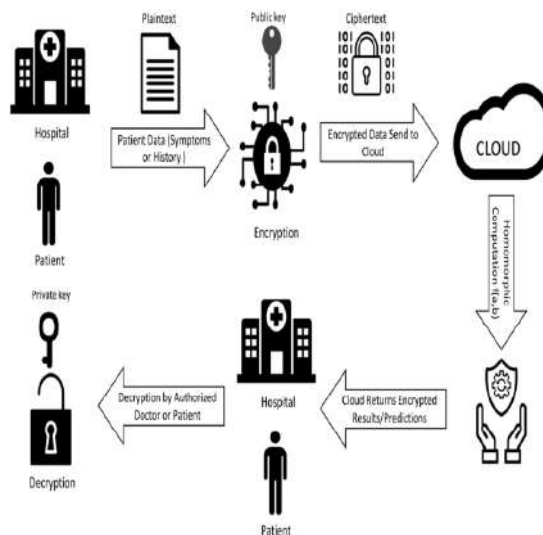 Plaintext
Public key
Ciphertext
Hospital
Patient Data (Symptoms
or History )
Encrypted Data Send to
Cloud
CLOUD
Encryption
Patient
Homomorphic
Computation f(a,b)
Private key
Decryption by Authorized
Doctor or Patient
Hospital
Cloud Returns Encrypted
Results/Predictions
Decryption
Patient